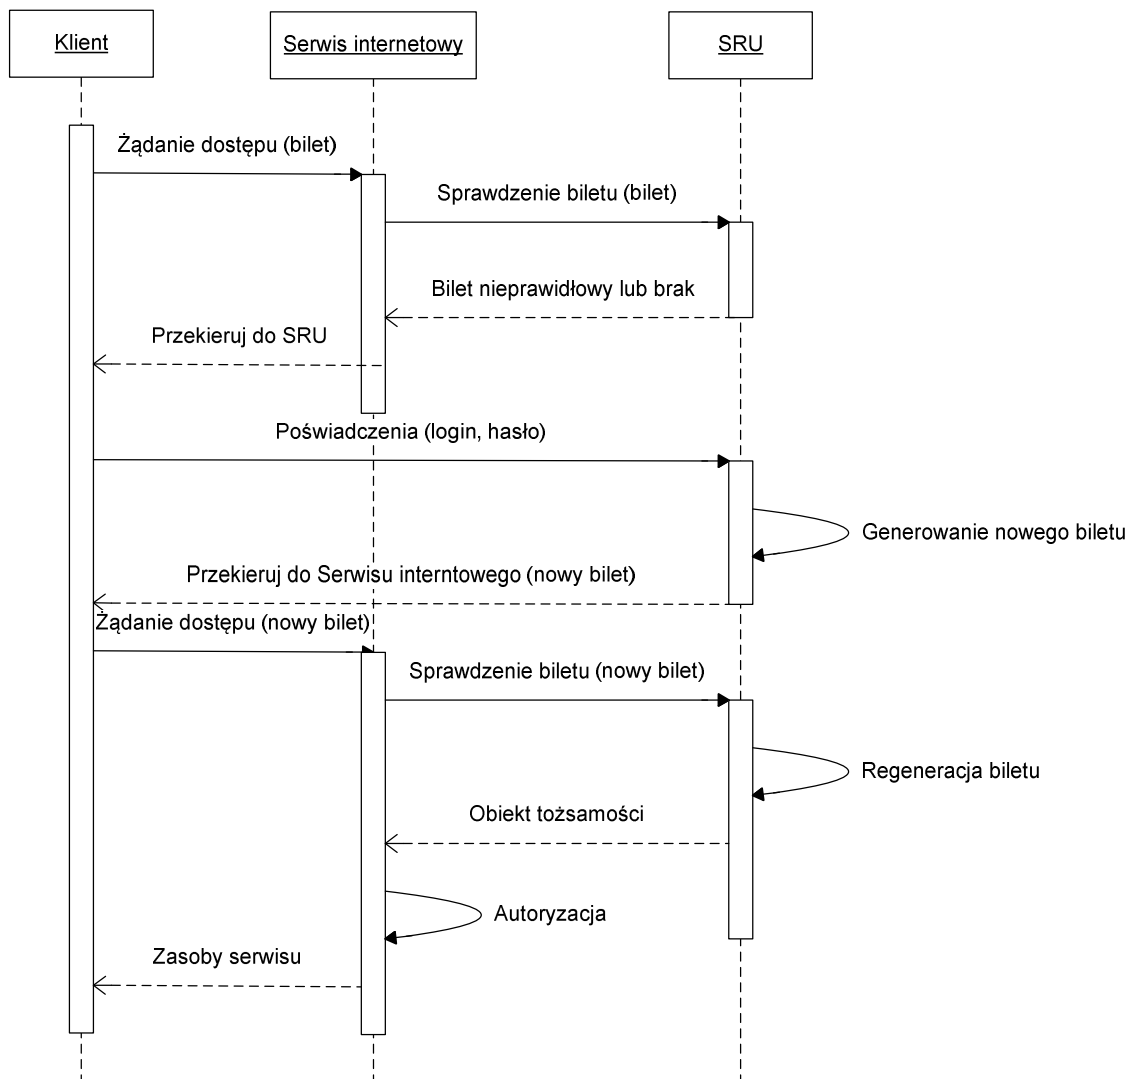 Klient
Serwis internetowy
SRU
Żądanie dostępu (bilet)
Sprawdzenie biletu (bilet)
Bilet nieprawidłowy lub brak
Przekieruj do SRU
Poświadczenia (login, hasło)
Generowanie nowego biletu
Przekieruj do Serwisu interntowego (nowy bilet)
Żądanie dostępu (nowy bilet)
Sprawdzenie biletu (nowy bilet)
Regeneracja biletu
Obiekt tożsamości
Autoryzacja
Zasoby serwisu